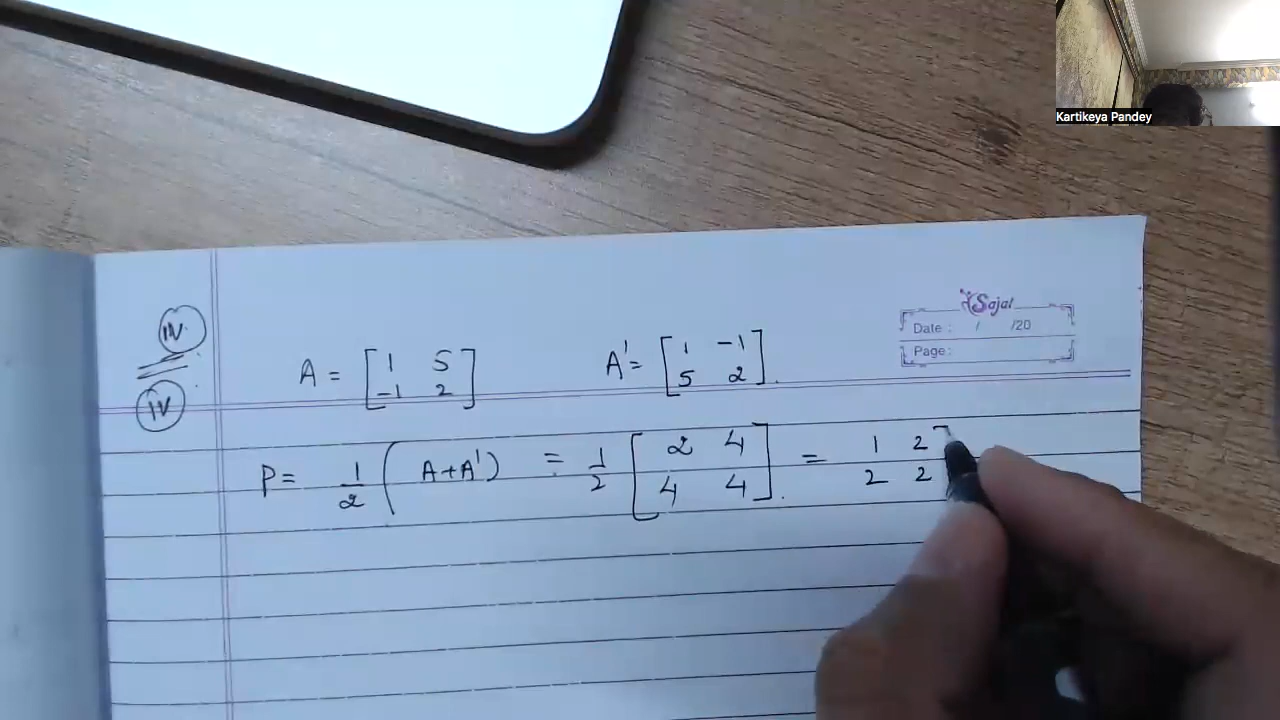 Kartikeya Pandey
Sajal
Date : / /20
Page:
IV
IV
A = [1 5; -1 2] A' = [1 -1; 5 2].
P = 1/2 (A+A') = 1/2 [2 4; 4 4]. = 1 2; 2 2]